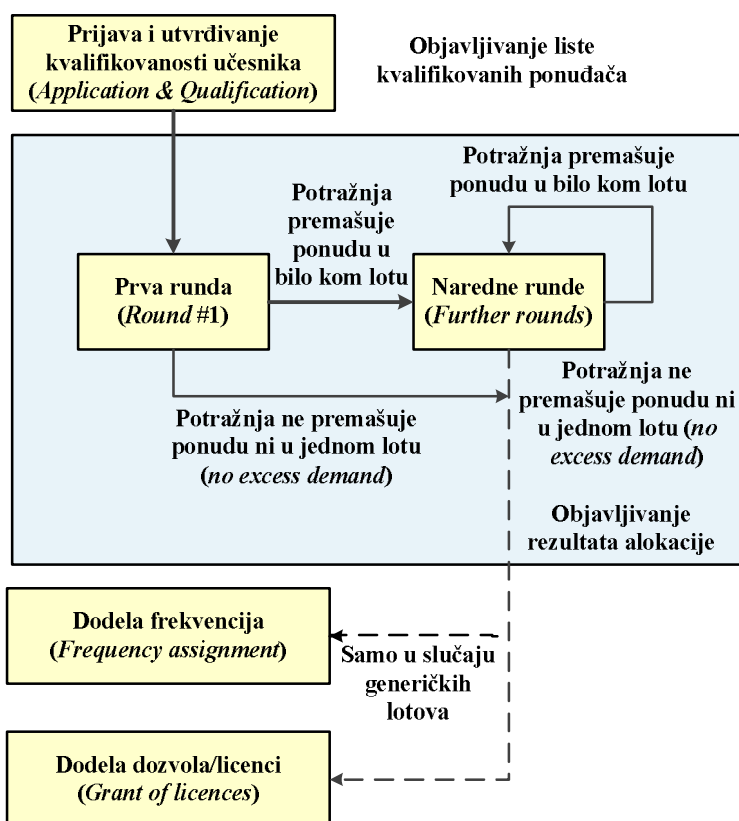 Prijava i utvrđivanje
kvalifikovanosti učesnika
(Application & Qualification)
Objavljivanje liste
kvalifikovanih ponuđača
Potražnja premašuje
ponudu u bilo kom lotu
Potražnja
premašuje
ponudu u
bilo kom lotu
Prva runda
(Round #1)
Naredne runde
(Further rounds)
Potražnja ne premašuje
ponudu ni u jednom lotu
(no excess demand)
Potražnja ne
premašuje ponudu ni
u jednom lotu (no
excess demand)
Objavljivanje
rezultata alokacije
Dodela frekvencija
(Frequency assignment)
Samo u slučaju
generičkih
lotova
Dodela dozvola/licenci
(Grant of licences)